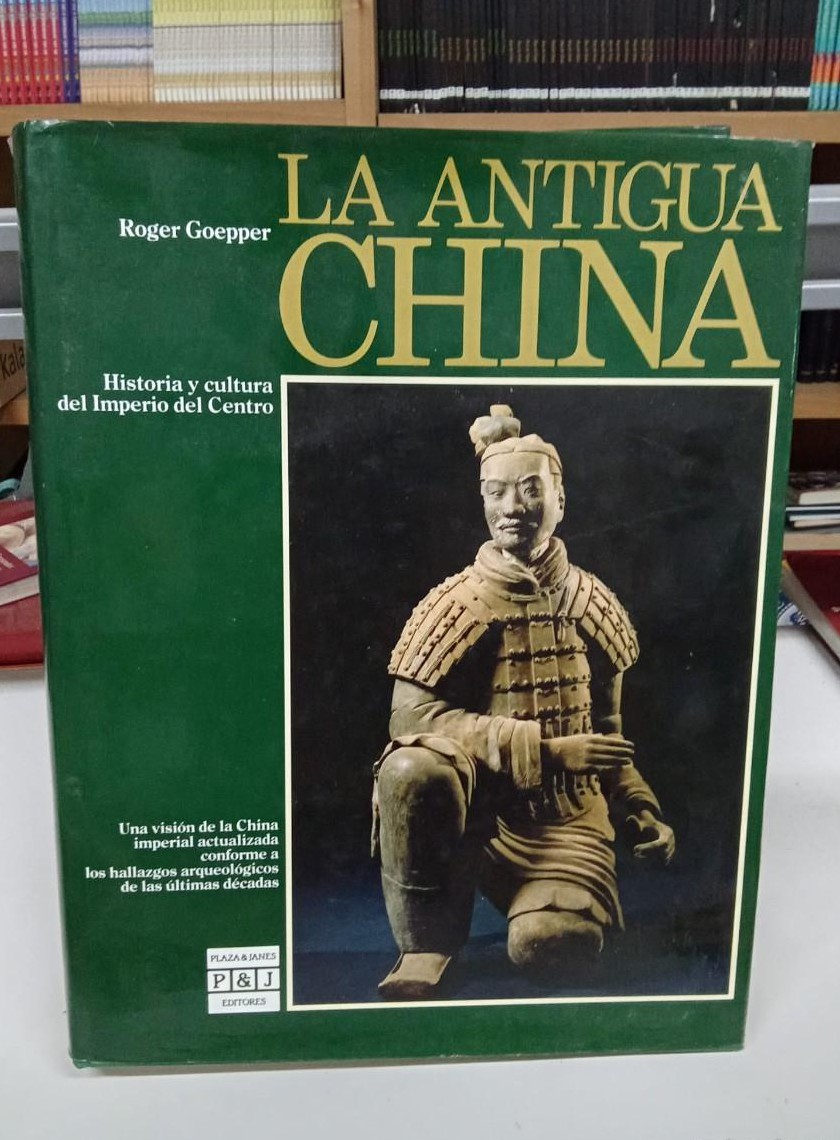 LA ANTIGUA
Roger Goepper
CHINA
Historia y cultura
del Imperio del Centro
Una visión de la China
imperial actualizada
conforme a
los hallazgos arqueológicos
de las últimas décadas
PLAZA & JANES
P & J
EDITORES
Kala